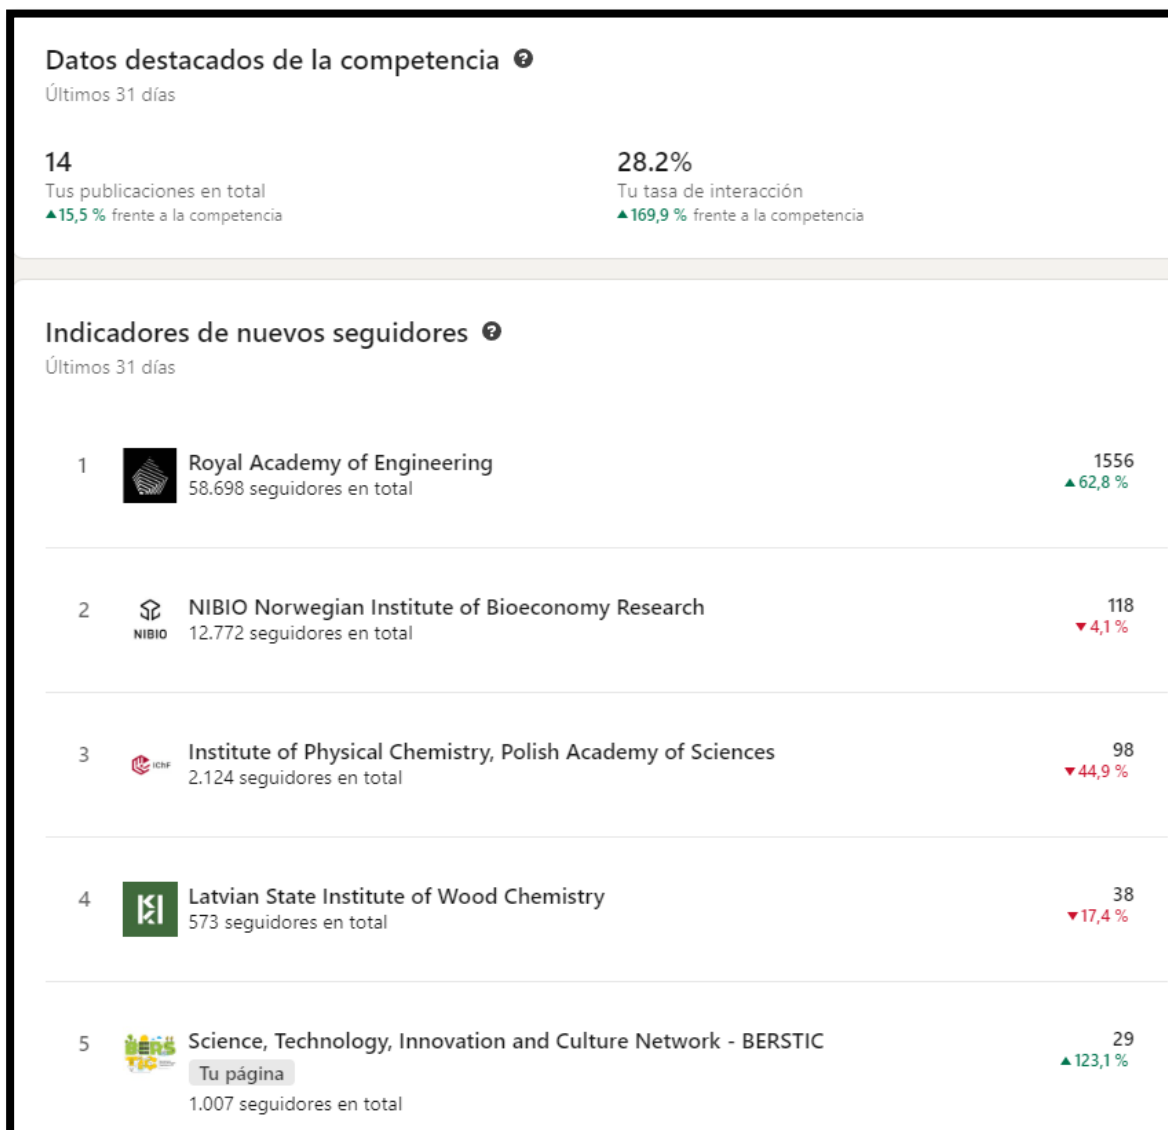 Datos destacados de la competencia ?
Últimos 31 días
14
Tus publicaciones en total
▲15,5 % frente a la competencia
28.2%
Tu tasa de interacción
▲169,9 % frente a la competencia
Indicadores de nuevos seguidores ?
Últimos 31 días
1
Royal Academy of Engineering
58.698 seguidores en total
1556
▲62,8 %
2
NIBIO
NIBIO Norwegian Institute of Bioeconomy Research
12.772 seguidores en total
118
▼4,1 %
3
IChF
Institute of Physical Chemistry, Polish Academy of Sciences
2.124 seguidores en total
98
▼44,9 %
4
Latvian State Institute of Wood Chemistry
573 seguidores en total
38
▼17,4 %
5
BERS
TIC
Science, Technology, Innovation and Culture Network - BERSTIC
Tu página
1.007 seguidores en total
29
▲123,1 %